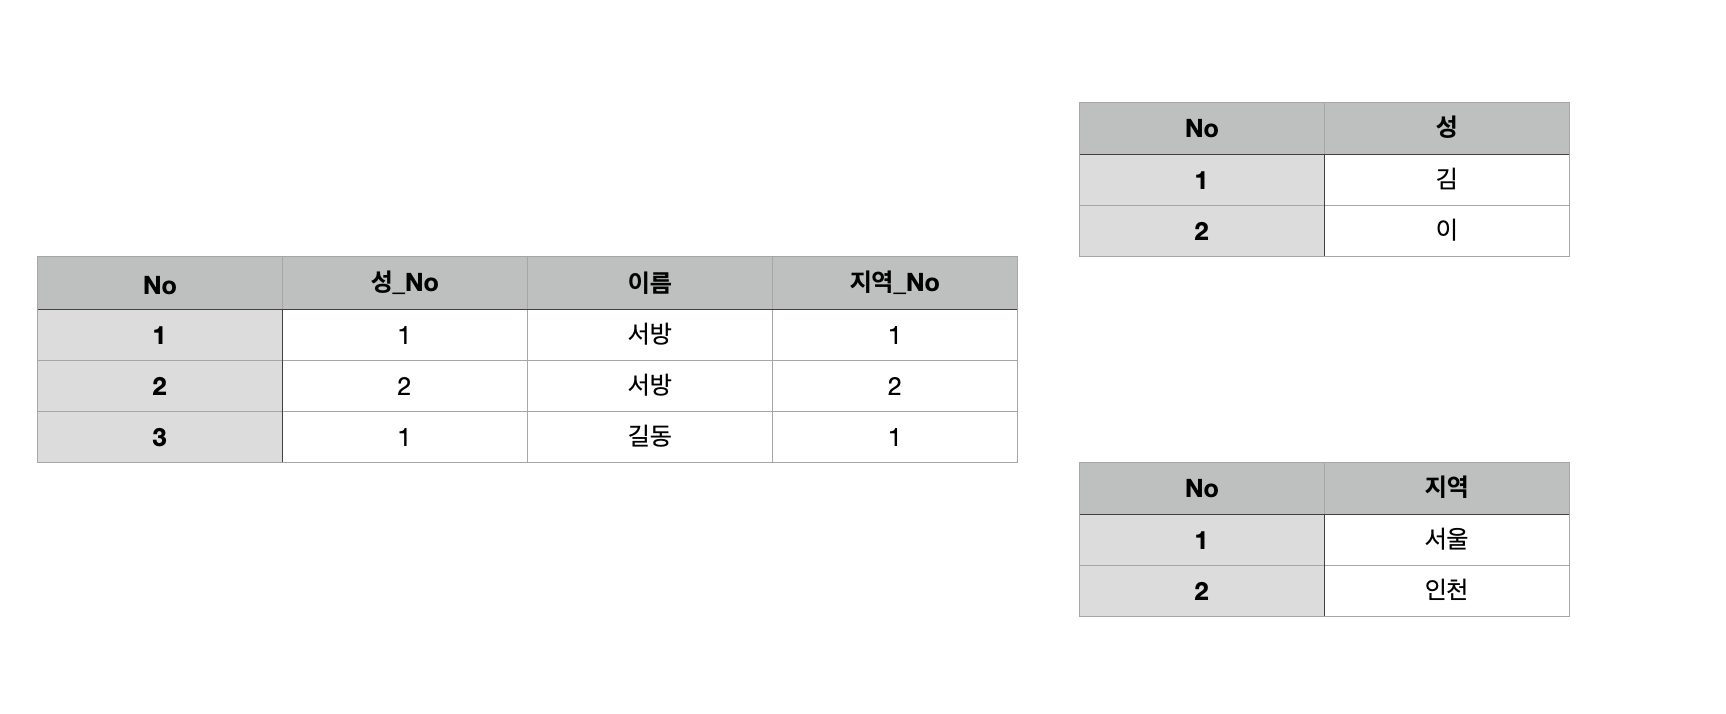 No 성_No 이름 지역_No
1 1 서방 1
2 2 서방 2
3 1 길동 1
No 성
1 김
2 이
No 지역
1 서울
2 인천